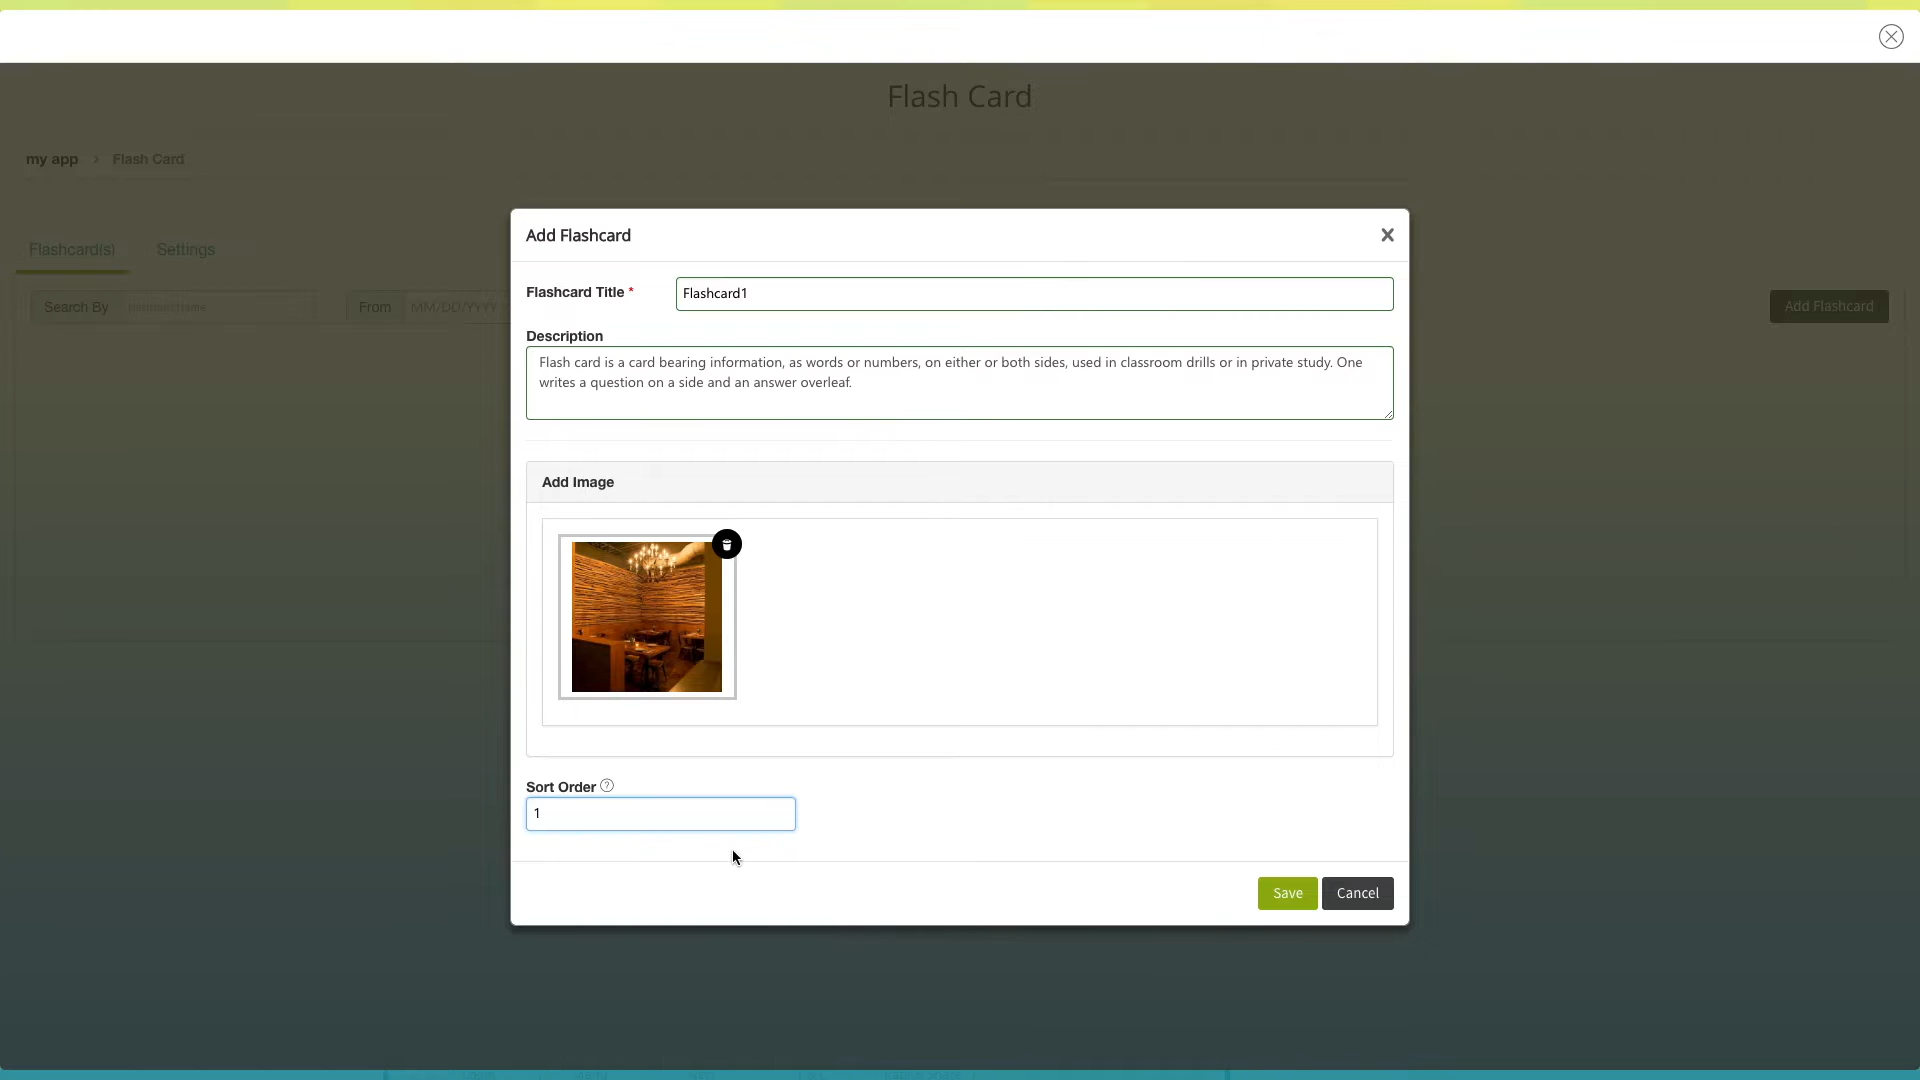 Flash Card
my app > Flash Card
Flashcard(s) Settings
Search By
From MM/DD/YYYY
Add Flashcard
Add Flashcard
Flashcard Title *
Flashcard1
Description
Flash card is a card bearing information, as words or numbers, on either or both sides, used in classroom drills or in private study. One
writes a question on a side and an answer overleaf.
Add Image
Sort Order ?
1
Save Cancel